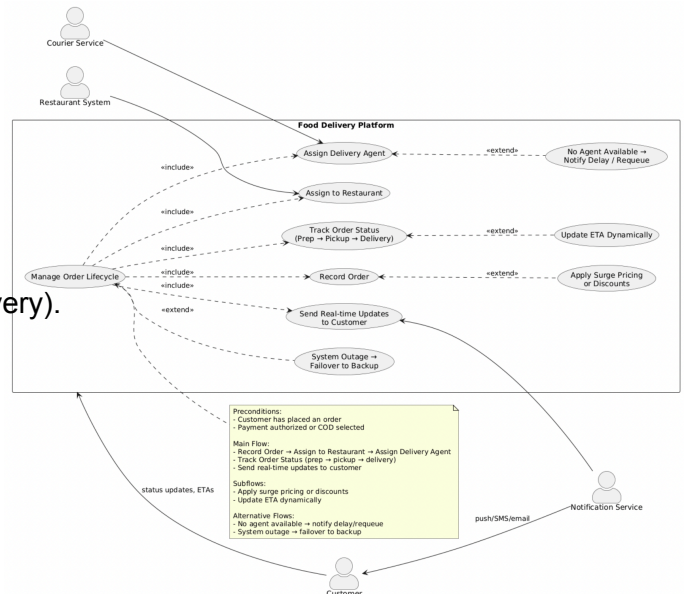 Courier Service
Restaurant System
Food Delivery Platform
Assign Delivery Agent
«extend»
No Agent Available →
Notify Delay / Requeue
«include»
Assign to Restaurant
«include»
Track Order Status
(Prep → Pickup → Delivery)
«extend»
Update ETA Dynamically
«include»
Manage Order Lifecycle
«include»
Record Order
«extend»
Apply Surge Pricing
or Discounts
«include»
very).
«extend»
Send Real-time Updates
to Customer
System Outage →
Failover to Backup
Preconditions:
- Customer has placed an order
- Payment authorized or COD selected
Main Flow:
- Record Order → Assign to Restaurant → Assign Delivery Agent
- Track Order Status (prep → pickup → delivery)
- Send real-time updates to customer
Subflows:
- Apply surge pricing or discounts
- Update ETA dynamically
Alternative Flows:
- No agent available → notify delay/requeue
- System outage → failover to backup
status updates, ETAs
Notification Service
push/SMS/email
Customer